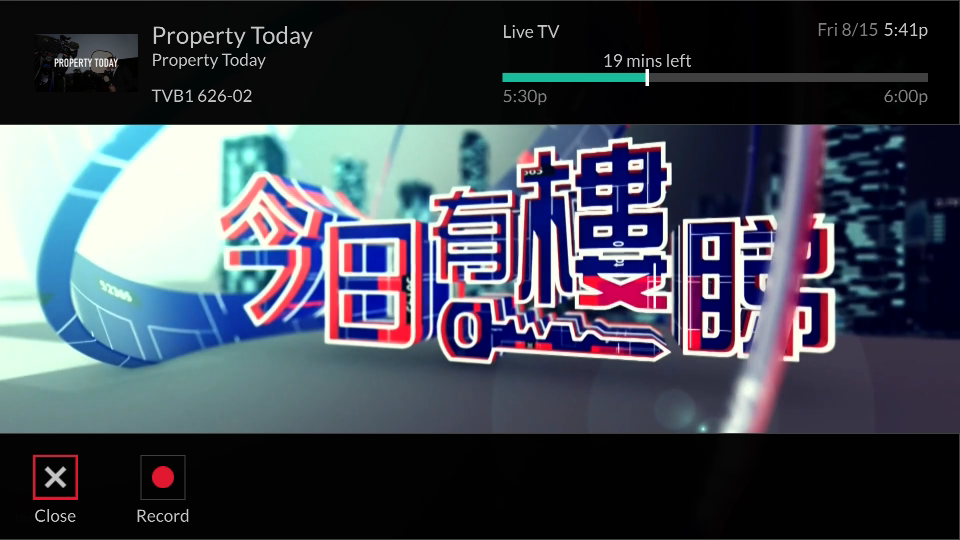 PROPERTY TODAY
Property Today
Property Today
TVB1 626-02
Live TV
Fri 8/15 5:41p
19 mins left
5:30p
6:00p
今日有樓睇
Close
Record